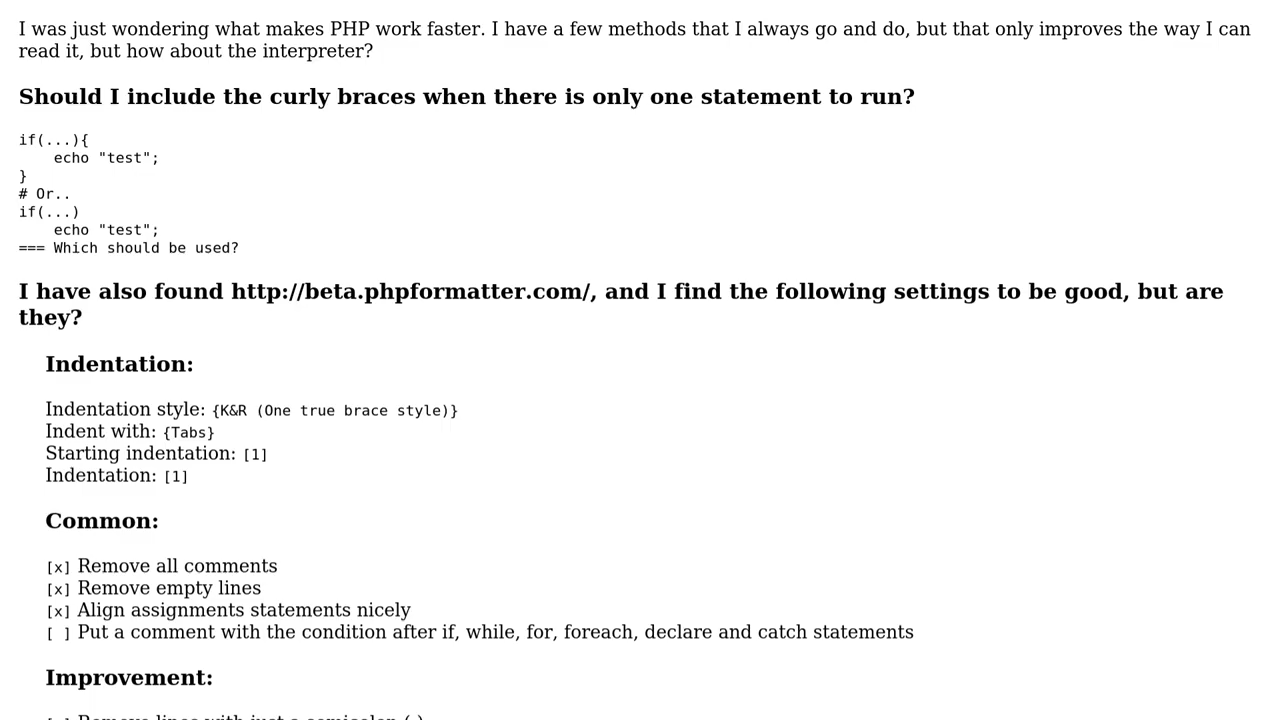 I was just wondering what makes PHP work faster. I have a few methods that I always go and do, but that only improves the way I can
read it, but how about the interpreter?
Should I include the curly braces when there is only one statement to run?
if(...){
    echo "test";
}
# Or..
if(...)
    echo "test";
=== Which should be used?
I have also found http://beta.phpformatter.com/, and I find the following settings to be good, but are
they?
Indentation:
Indentation style: {K&R (One true brace style)}
Indent with: {Tabs}
Starting indentation: [1]
Indentation: [1]
Common:
[x] Remove all comments
[x] Remove empty lines
[x] Align assignments statements nicely
[ ] Put a comment with the condition after if, while, for, foreach, declare and catch statements
Improvement:
[ ] Remove lines with just a semicolon (;)